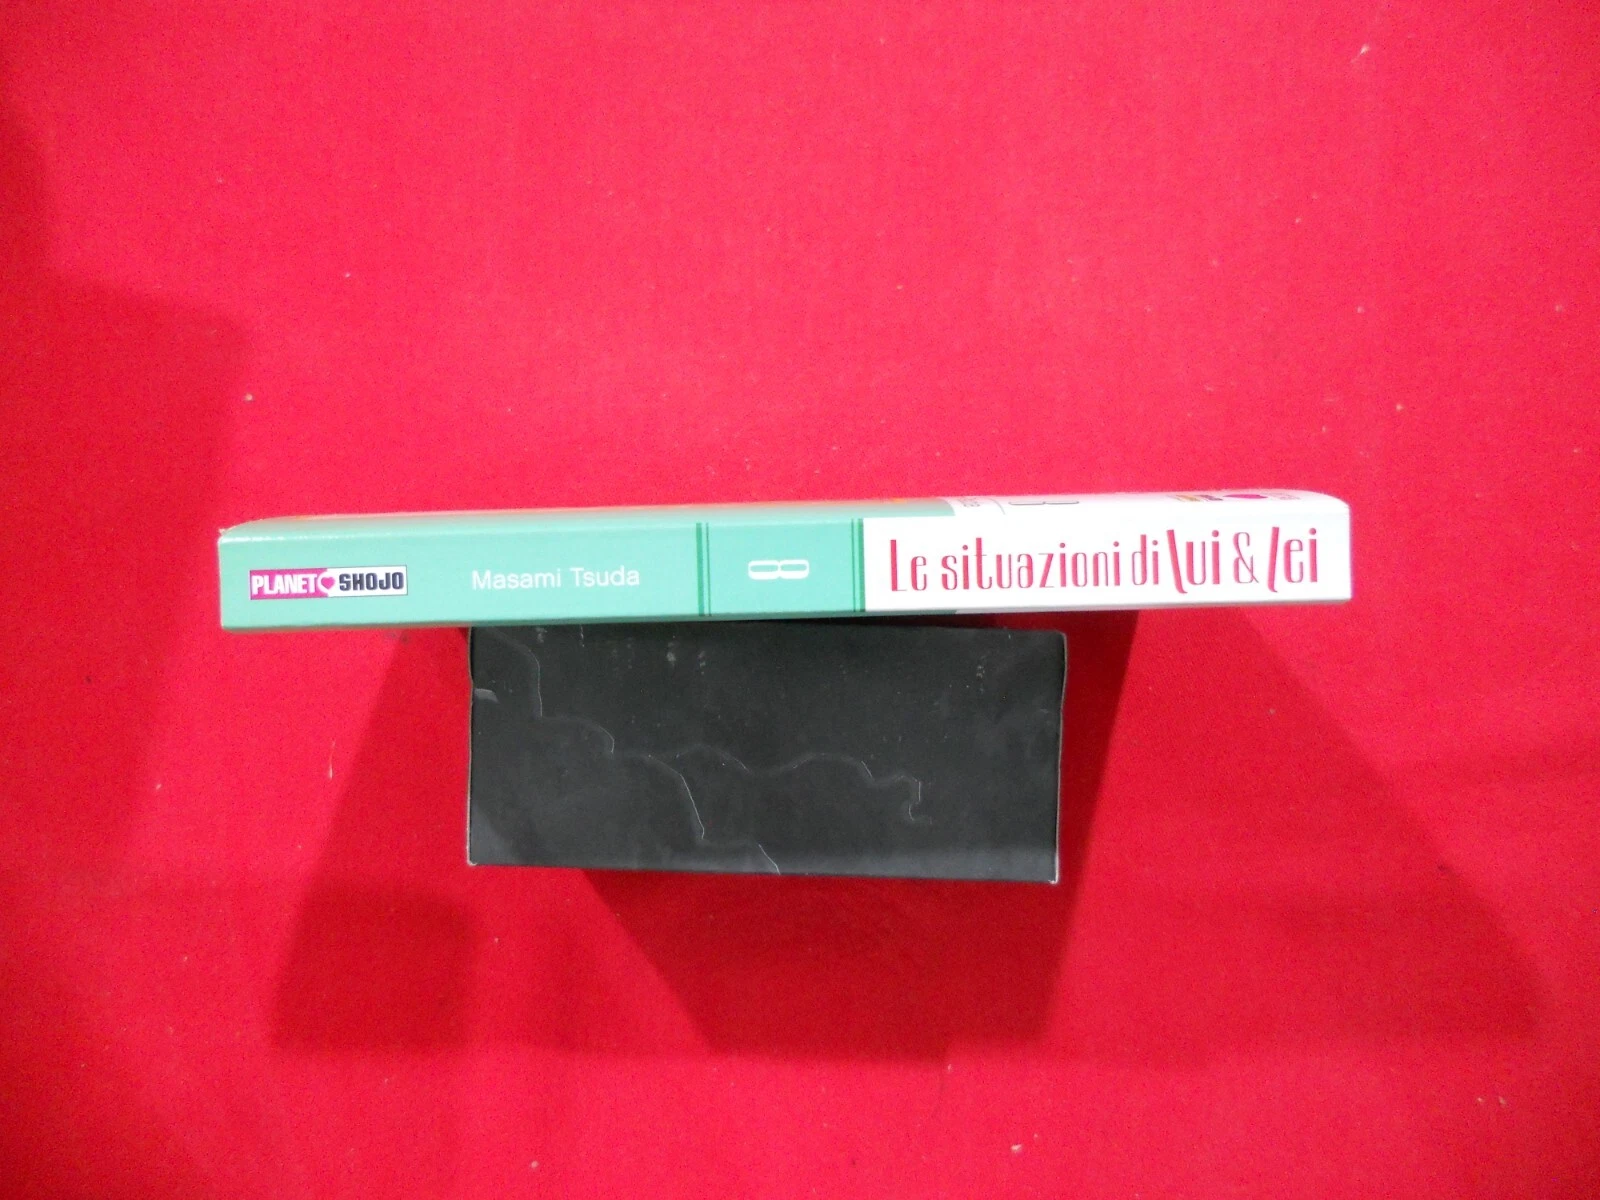 PLANET SHOJO
Masami Tsuda
8
Le situazioni di lui & lei